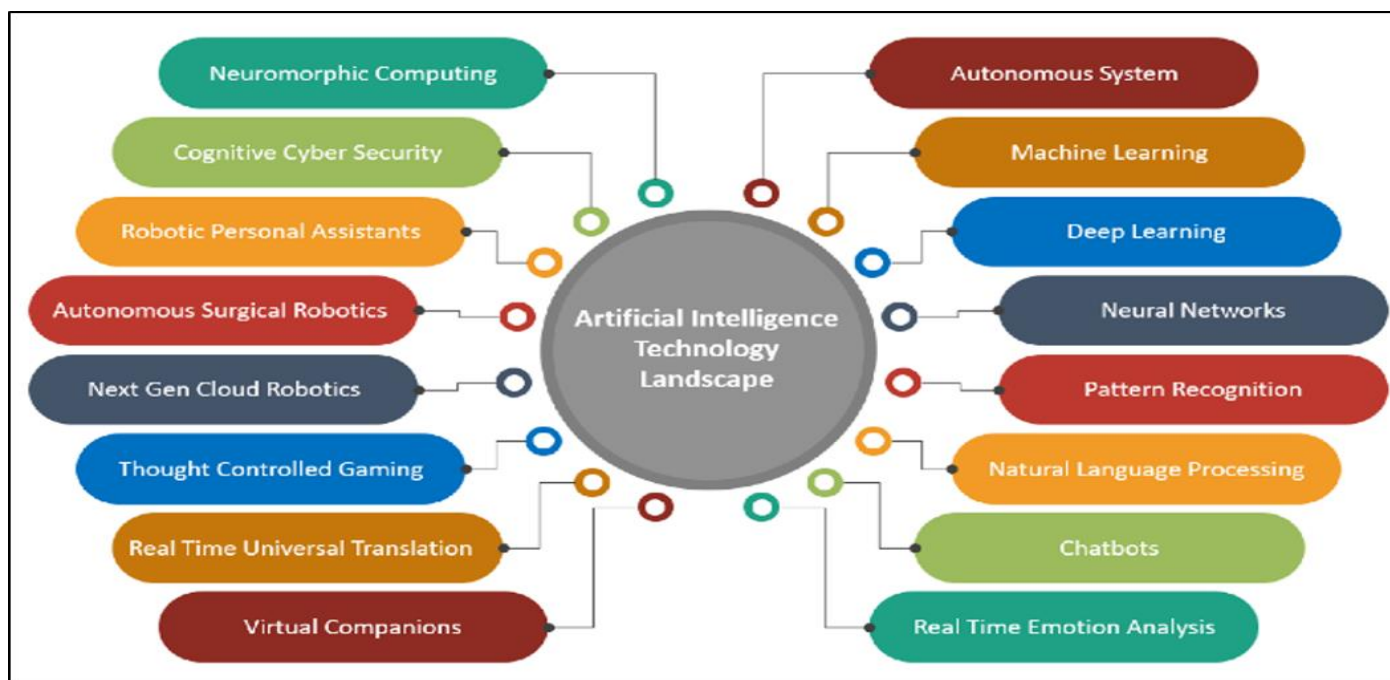 Neuromorphic Computing
Cognitive Cyber Security
Robotic Personal Assistants
Autonomous Surgical Robotics
Next Gen Cloud Robotics
Thought Controlled Gaming
Real Time Universal Translation
Virtual Companions
Artificial Intelligence
Technology
Landscape
Autonomous System
Machine Learning
Deep Learning
Neural Networks
Pattern Recognition
Natural Language Processing
Chatbots
Real Time Emotion Analysis